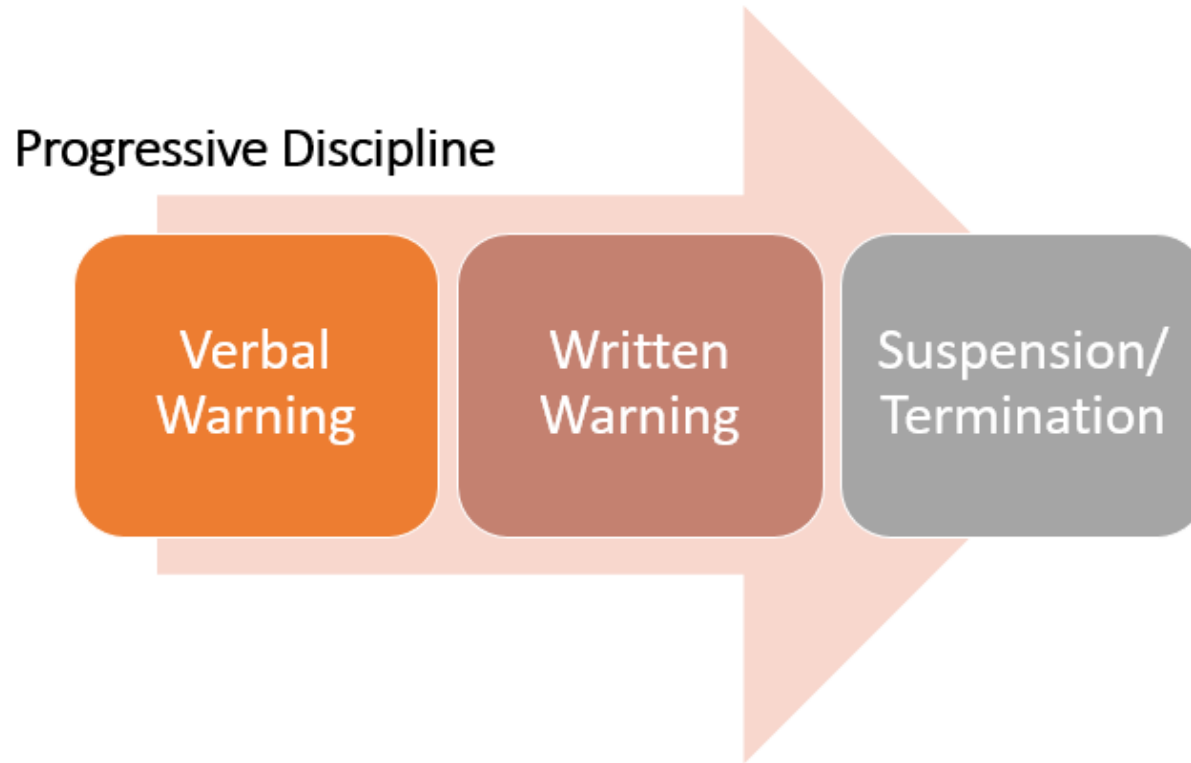 Progressive Discipline
Verbal
Warning
Written
Warning
Suspension/
Termination